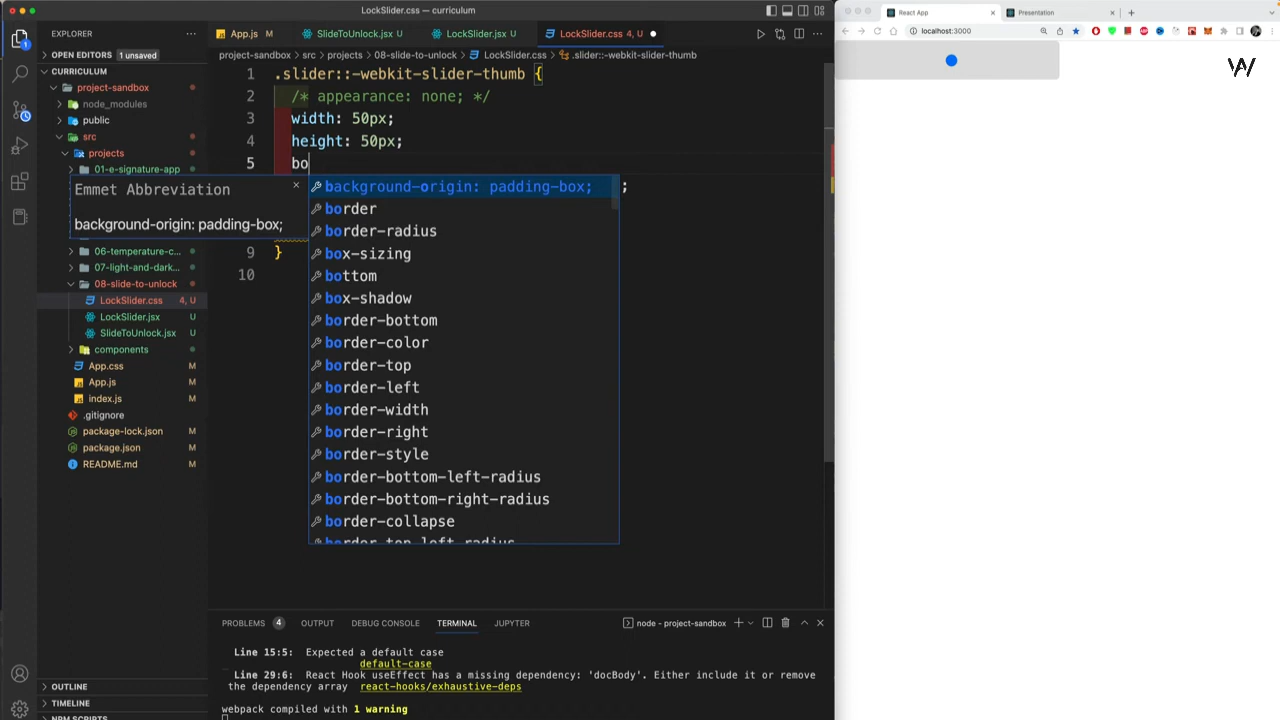 LockSlider.css — curriculum
React App
Presentation
localhost:3000
EXPLORER
App.js M
SlideToUnlock.jsx U
LockSlider.jsx U
LockSlider.css 4, U
OPEN EDITORS 1 unsaved
project-sandbox > src > projects > 08-slide-to-unlock > LockSlider.css > .slider::-webkit-slider-thumb
CURRICULUM
project-sandbox
node_modules
public
src
projects
01-e-signature-app
06-temperature-c...
07-light-and-dark...
08-slide-to-unlock
LockSlider.css 4, U
LockSlider.jsx U
SlideToUnlock.jsx U
components
App.css M
App.js M
index.js M
.gitignore
package-lock.json M
package.json M
README.md M
OUTLINE
TIMELINE
NPM SCRIPTS
1 .slider::-webkit-slider-thumb {
2 /* appearance: none; */
3 width: 50px;
4 height: 50px;
5 bo
;
9 }
10
Emmet Abbreviation
background-origin: padding-box;
background-origin: padding-box;
border
border-radius
box-sizing
bottom
box-shadow
border-bottom
border-color
border-top
border-left
border-width
border-right
border-style
border-bottom-left-radius
border-bottom-right-radius
border-collapse
border-top-left-radius
PROBLEMS 4 OUTPUT DEBUG CONSOLE TERMINAL JUPYTER
node - project-sandbox
Line 15:5: Expected a default case
default-case
Line 29:6: React Hook useEffect has a missing dependency: 'docBody'. Either include it or remove
the dependency array react-hooks/exhaustive-deps
webpack compiled with 1 warning